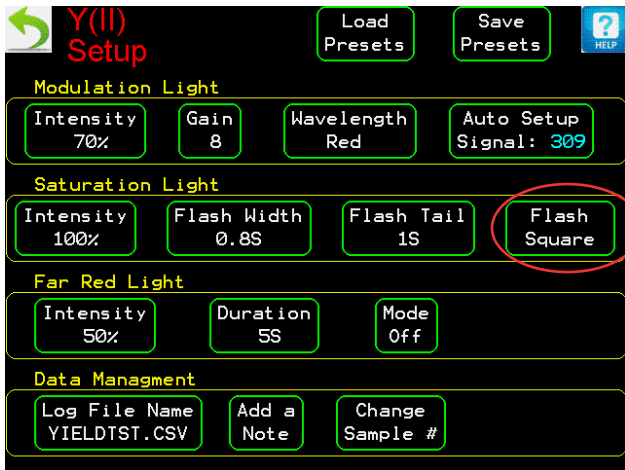 Y(II)
Setup
Load
Presets
Save
Presets
?
HELP
Modulation Light
Intensity
70%
Gain
8
Wavelength
Red
Auto Setup
Signal: 309
Saturation Light
Intensity
100%
Flash Width
0.8S
Flash Tail
1S
Flash
Square
Far Red Light
Intensity
50%
Duration
5S
Mode
Off
Data Managment
Log File Name
YIELDTST.CSV
Add a
Note
Change
Sample #